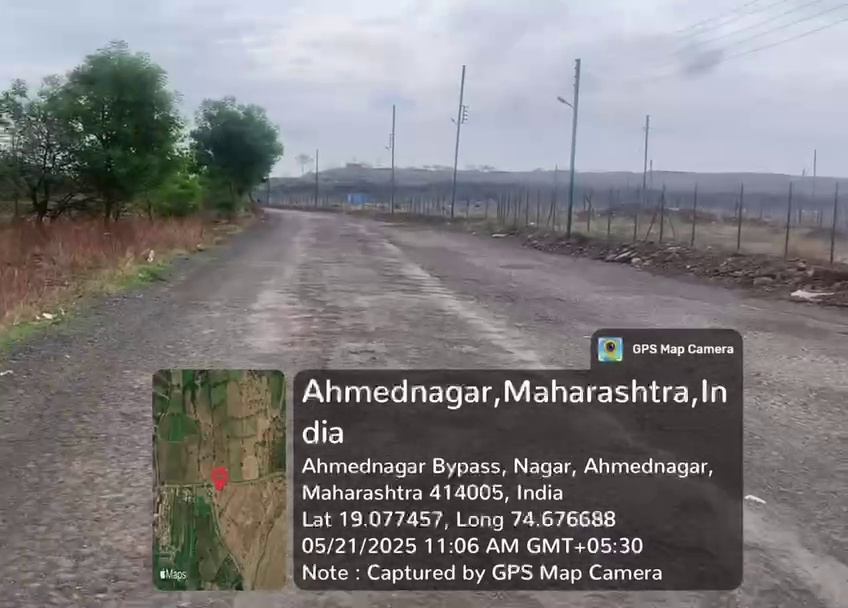 GPS Map Camera
Ahmednagar,Maharashtra,In
dia
Ahmednagar Bypass, Nagar, Ahmednagar,
Maharashtra 414005, India
Lat 19.077457, Long 74.676688
05/21/2025 11:06 AM GMT+05:30
Note : Captured by GPS Map Camera
Maps